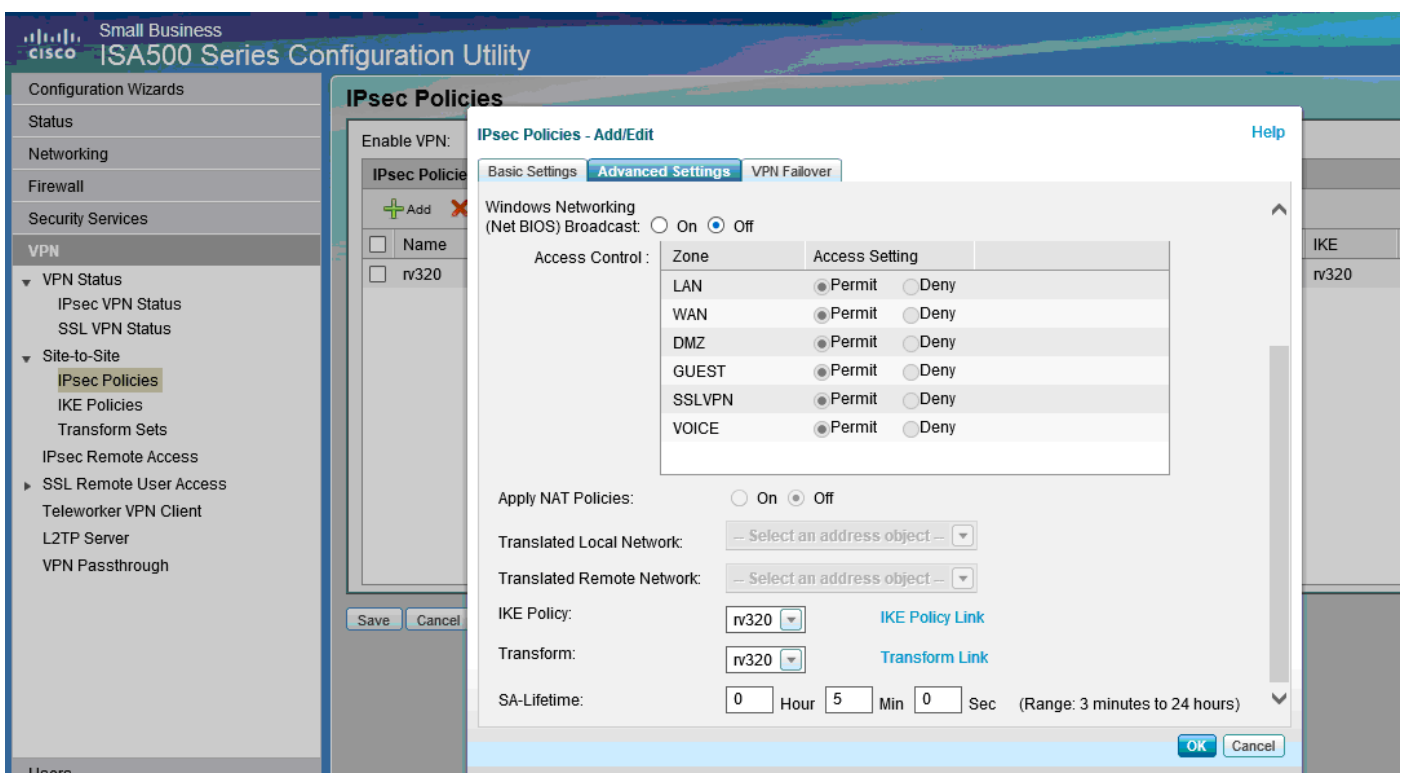 Small Business
cisco ISA500 Series Configuration Utility
Configuration Wizards
Status
Networking
Firewall
Security Services
VPN
VPN Status
IPsec VPN Status
SSL VPN Status
Site-to-Site
IPsec Policies
IKE Policies
Transform Sets
IPsec Remote Access
SSL Remote User Access
Teleworker VPN Client
L2TP Server
VPN Passthrough
IPsec Policies
Enable VPN:
IPsec Policie
Add
Name IKE
rv320 rv320
Save Cancel
IPsec Policies - Add/Edit Help
Basic Settings Advanced Settings VPN Failover
Windows Networking
(Net BIOS) Broadcast: On Off
Access Control : Zone Access Setting
LAN Permit Deny
WAN Permit Deny
DMZ Permit Deny
GUEST Permit Deny
SSLVPN Permit Deny
VOICE Permit Deny
Apply NAT Policies: On Off
Translated Local Network: -- Select an address object --
Translated Remote Network: -- Select an address object --
IKE Policy: rv320 IKE Policy Link
Transform: rv320 Transform Link
SA-Lifetime: 0 Hour 5 Min 0 Sec (Range: 3 minutes to 24 hours)
OK Cancel